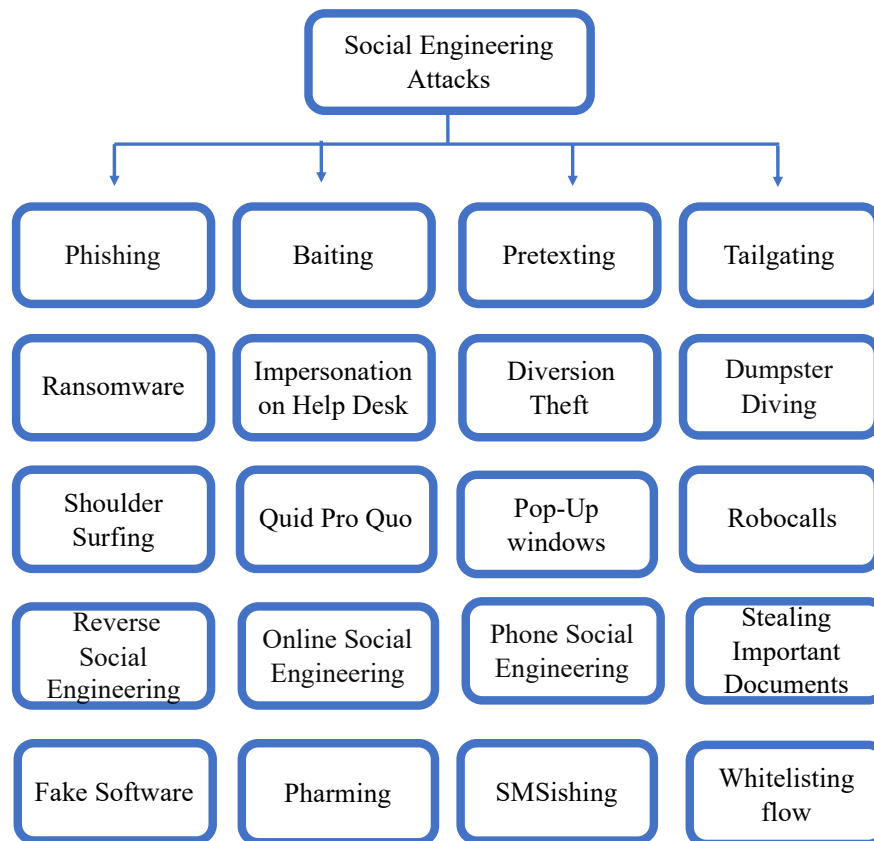 Social Engineering
Attacks
Phishing
Baiting
Pretexting
Tailgating
Ransomware
Impersonation
on Help Desk
Diversion
Theft
Dumpster
Diving
Shoulder
Surfing
Quid Pro Quo
Pop-Up
windows
Robocalls
Reverse
Social
Engineering
Online Social
Engineering
Phone Social
Engineering
Stealing
Important
Documents
Fake Software
Pharming
SMSishing
Whitelisting
flow